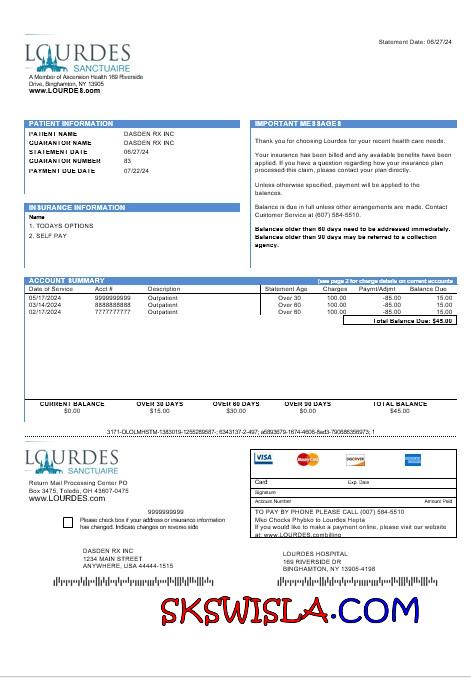 Statement Date: 06/27/24
LOURDES
SANCTUAIRE
A Member of Ascension Health 169 Riverside
Drive, Binghamton, NY 13905
www.LOURDES.com
PATIENT INFORMATION
PATIENT NAME DASDEN RX INC
GUARANTOR NAME DASDEN RX INC
STATEMENT DATE 06/27/24
GUARANTOR NUMBER 83
PAYMENT DUE DATE 07/22/24
IMPORTANT MESSAGES
Thank you for choosing Lourdes for your recent health care needs.
Your insurance has been billed and any available benefits have been
applied. If you have a question regarding how your insurance plan
processed this claim, please contact your plan directly.
Unless otherwise specified, payment will be applied to the
balances.
Balance is due in full unless other arrangements are made. Contact
Customer Service at (607) 584-5510.
Balances older than 60 days need to be addressed immediately.
Balances older than 90 days may be referred to a collection
agency.
INSURANCE INFORMATION
Name
1. TODAYS OPTIONS
2. SELF PAY
ACCOUNT SUMMARY (see page 2 for charge details on current accounts
Date of Service Acct # Description Statement Age Charges Paymt/Adjmt Balance Due
05/17/2024 9999999999 Outpatient Over 30 100.00 -85.00 15.00
03/14/2024 8888888888 Outpatient Over 60 100.00 -85.00 15.00
02/17/2024 7777777777 Outpatient Over 60 100.00 -85.00 15.00
Total Balance Due: $45.00
CURRENT BALANCE OVER 30 DAYS OVER 60 DAYS OVER 90 DAYS TOTAL BALANCE
$0.00 $15.00 $30.00 $0.00 $45.00
LOURDES
SANCTUAIRE
Return Mail Processing Center PO
Box 3475, Toledo, OH 43607-0475
www.LOURDES.com
VISA MasterCard DISCOVER
Card Exp. Date
Signature
Account Number Amount Paid
TO PAY BY PHONE PLEASE CALL (607) 584-5510
Mko Chocks Phybko to Lourdes Hepte
If you would like to make a payment online, please visit our website
at: www.LOURDES.combilling
9999999999
Please check box if your address or insurance information
has changed. Indicate changes on reverse side
DASDEN RX INC
1234 MAIN STREET
ANYWHERE, USA 44444-1515
LOURDES HOSPITAL
169 RIVERSIDE DR
BINGHAMTON, NY 13905-4198
SKSWISLA.COM